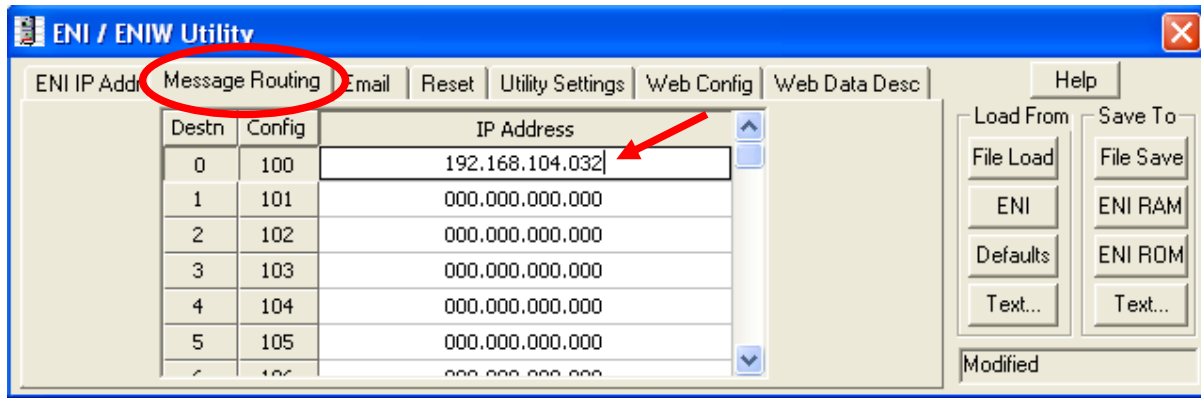 ENI / ENIW Utility
ENI IP Addr Message Routing Email Reset Utility Settings Web Config Web Data Desc Help
Destn Config IP Address
0 100 192.168.104.032
1 101 000.000.000.000
2 102 000.000.000.000
3 103 000.000.000.000
4 104 000.000.000.000
5 105 000.000.000.000
Load From Save To
File Load File Save
ENI ENI RAM
Defaults ENI ROM
Text... Text...
Modified